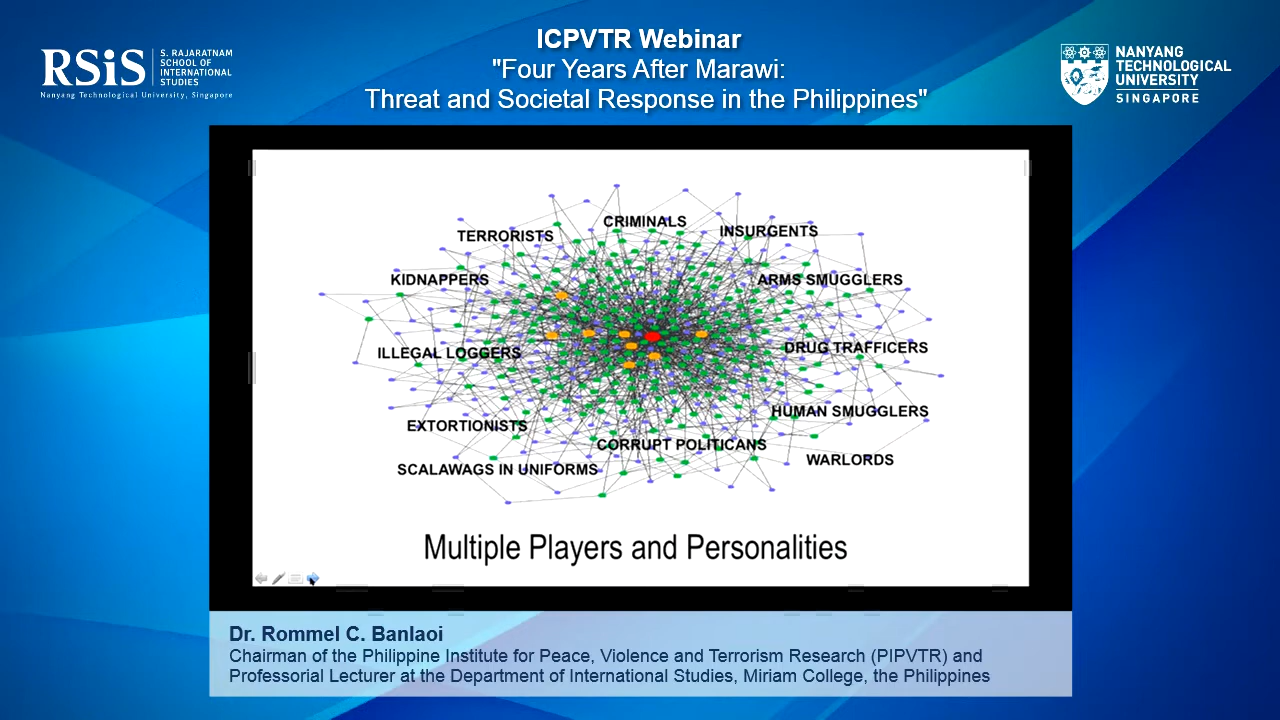 RSiS
S. RAJARATNAM
SCHOOL OF
INTERNATIONAL
STUDIES
Nanyang Technological University, Singapore
ICPVTR Webinar
"Four Years After Marawi:
Threat and Societal Response in the Philippines"
NANYANG
TECHNOLOGICAL
UNIVERSITY
SINGAPORE
CRIMINALS
TERRORISTS
INSURGENTS
KIDNAPPERS
ARMS SMUGGLERS
ILLEGAL LOGGERS
DRUG TRAFFICERS
HUMAN SMUGGLERS
EXTORTIONISTS
CORRUPT POLITICANS
WARLORDS
SCALAWAGS IN UNIFORMS
Multiple Players and Personalities
Dr. Rommel C. Banlaoi
Chairman of the Philippine Institute for Peace, Violence and Terrorism Research (PIPVTR) and
Professorial Lecturer at the Department of International Studies, Miriam College, the Philippines